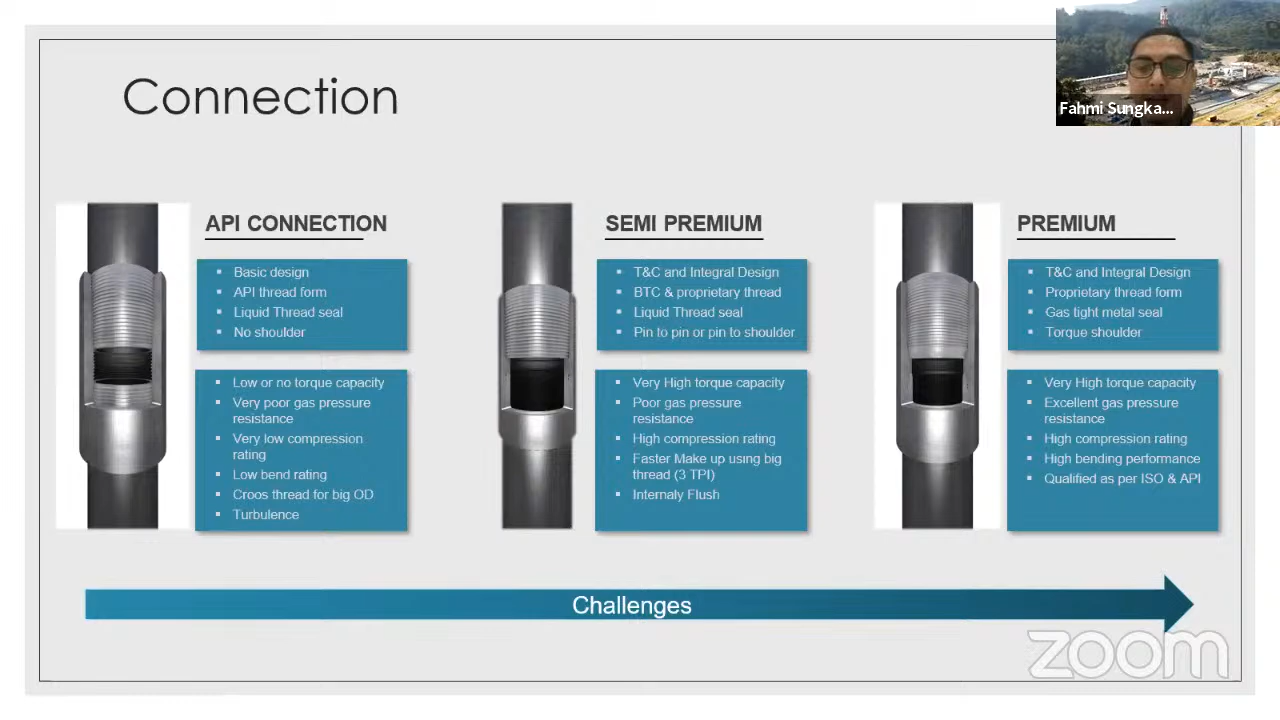 Connection
Fahmi Sungka...
API CONNECTION
Basic design
API thread form
Liquid Thread seal
No shoulder
Low or no torque capacity
Very poor gas pressure
resistance
Very low compression
rating
Low bend rating
Croos thread for big OD
Turbulence
SEMI PREMIUM
T&C and Integral Design
BTC & proprietary thread
Liquid Thread seal
Pin to pin or pin to shoulder
Very High torque capacity
Poor gas pressure
resistance
High compression rating
Faster Make up using big
thread (3 TPI)
Internaly Flush
PREMIUM
T&C and Integral Design
Proprietary thread form
Gas tight metal seal
Torque shoulder
Very High torque capacity
Excellent gas pressure
resistance
High compression rating
High bending performance
Qualified as per ISO & API
Challenges
zoom